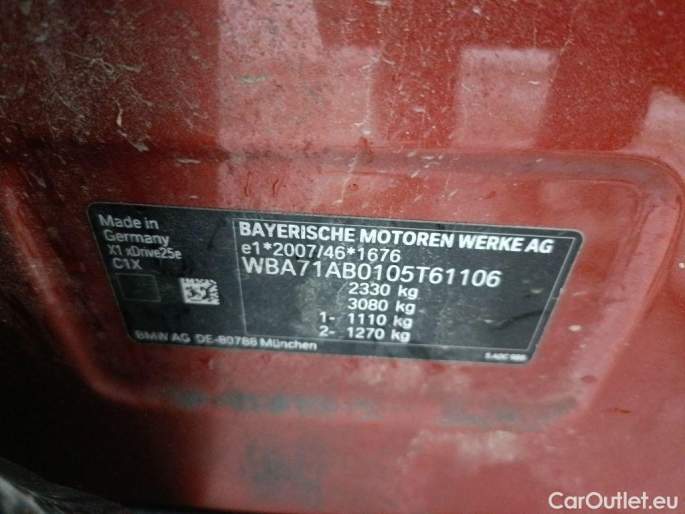 Made in
Germany
X1 xDrive25e
C1X
BAYERISCHE MOTOREN WERKE AG
e1*2007/46*1676
WBA71AB0105T61106
2330 kg
3080 kg
1- 1110 kg
2- 1270 kg
BMW AG DE-80788 München
CarOutlet.eu